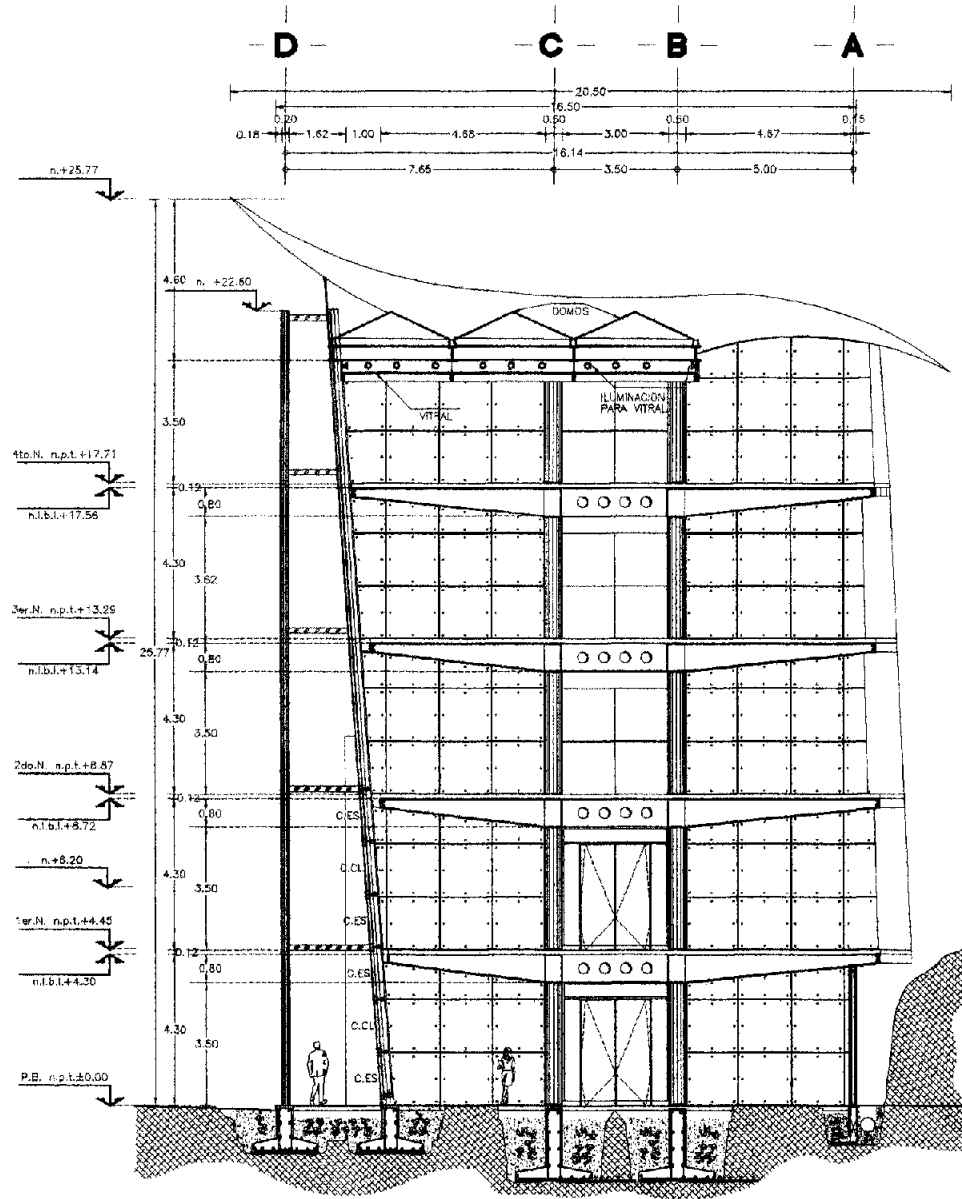 D C B A
20.50
16.50
0.20 0.50 0.50 0.15
0.18 1.62 1.00 4.68 3.00 4.67
16.14
7.65 3.50 5.00
n.+25.77
4.60
n. +22.60
DOMOS
VITRAL
ILUMINACION
PARA VITRAL
3.50
4to.N. n.p.t.+17.71
0.12
0.80
n.l.b.l.+17.56
4.30
3.62
3er.N. n.p.t.+13.29
0.12
25.77
0.80
n.l.b.l.+13.14
4.30
3.50
2do.N. n.p.t.+8.87
0.12
0.80
n.l.b.l.+8.72
C.ES
n.+6.20
4.30
3.50
C.CL
1er.N. n.p.t.+4.45
C.ES
0.12
0.80
n.l.b.l.+4.30
C.ES
4.30
3.50
C.CL
C.ES
P.B. n.p.t.±0.00